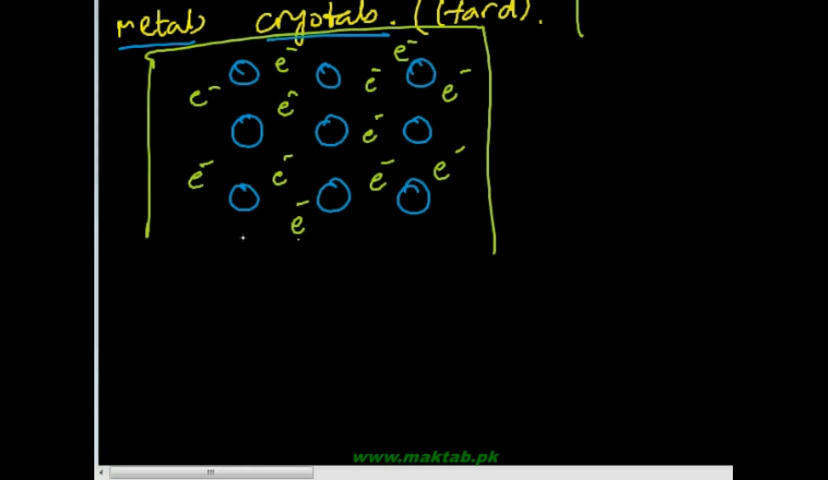 metals crystals. (Hard).
e⁻ e⁻
e⁻ e⁻ e⁻ e⁻
e⁻
e⁻ e⁻ e⁻ e⁻
e⁻
www.maktab.pk